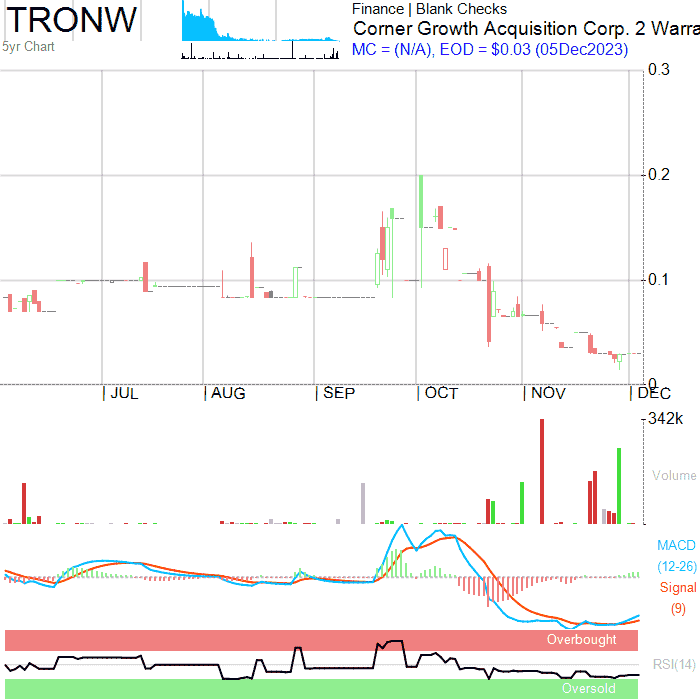 TRONW
5yr Chart
Finance | Blank Checks
Corner Growth Acquisition Corp. 2 Warra
MC = (N/A), EOD = $0.03 (05Dec2023)
0.3
0.2
0.1
0
JUL AUG SEP OCT NOV DEC
342k
Volume
MACD
(12-26)
Signal
(9)
Overbought
RSI(14)
Oversold